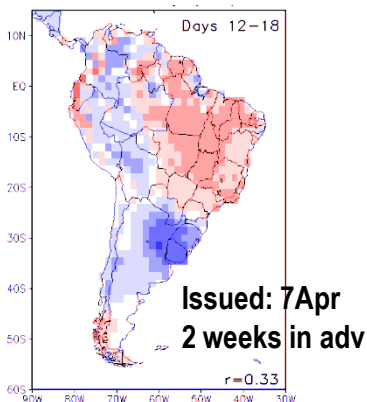 Days 12-18
10N
EQ
10S
20S
30S
40S
50S
60S
Issued: 7Apr
2 weeks in adv
r=0.33
90W 80W 70W 60W 50W 40W 30W